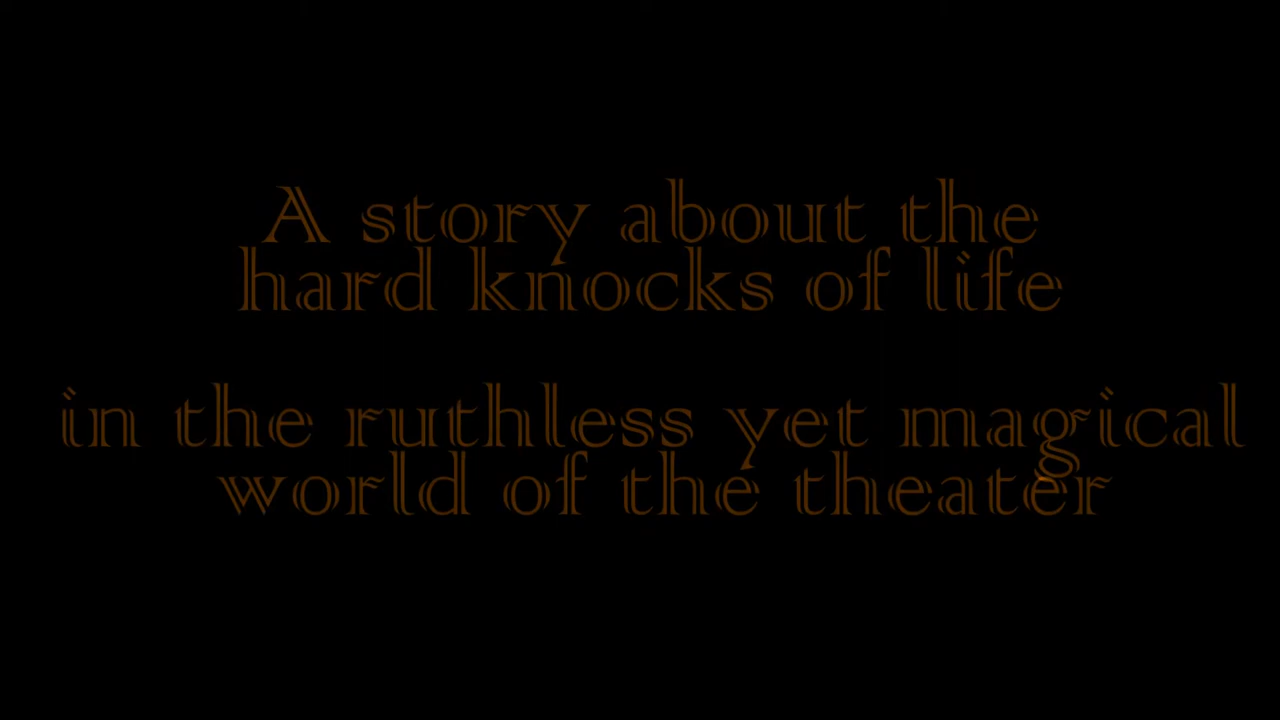 A story about the
hard knocks of life
in the ruthless yet magical
world of the theater